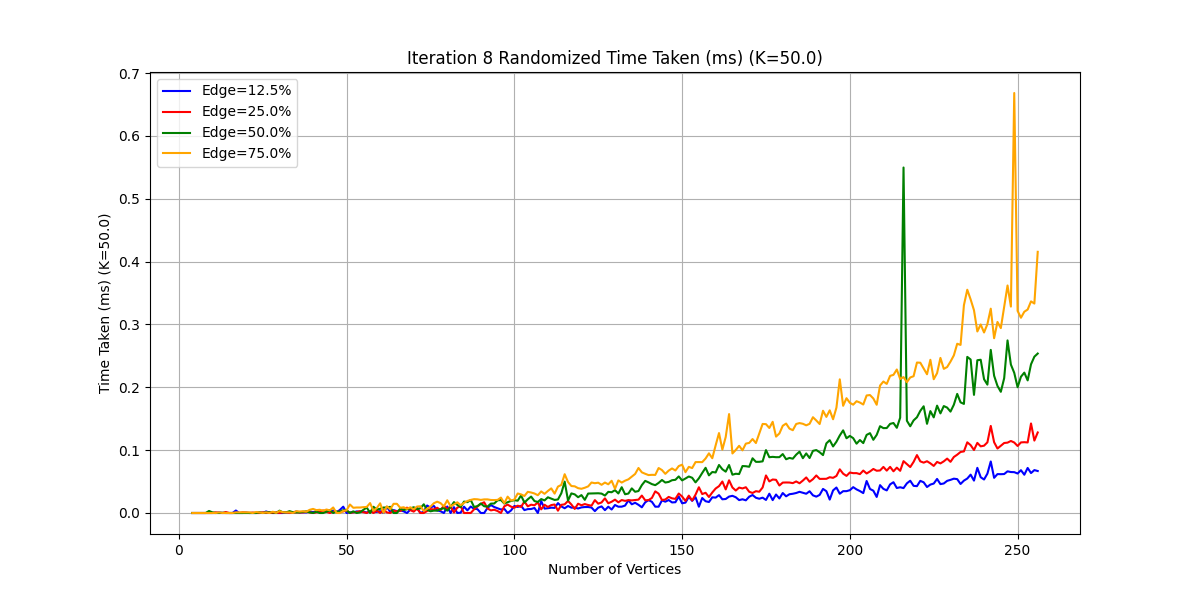 Iteration 8 Randomized Time Taken (ms) (K=50.0)
Edge=12.5%
Edge=25.0%
Edge=50.0%
Edge=75.0%
0.7
0.6
0.5
0.4
0.3
0.2
0.1
0.0
Time Taken (ms) (K=50.0)
0 50 100 150 200 250
Number of Vertices